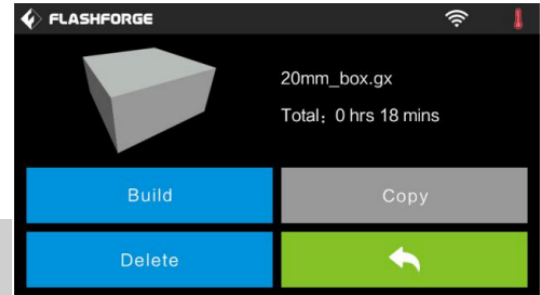 FLASHFORGE
20mm_box.gx
Total: 0 hrs 18 mins
Build
Copy
Delete